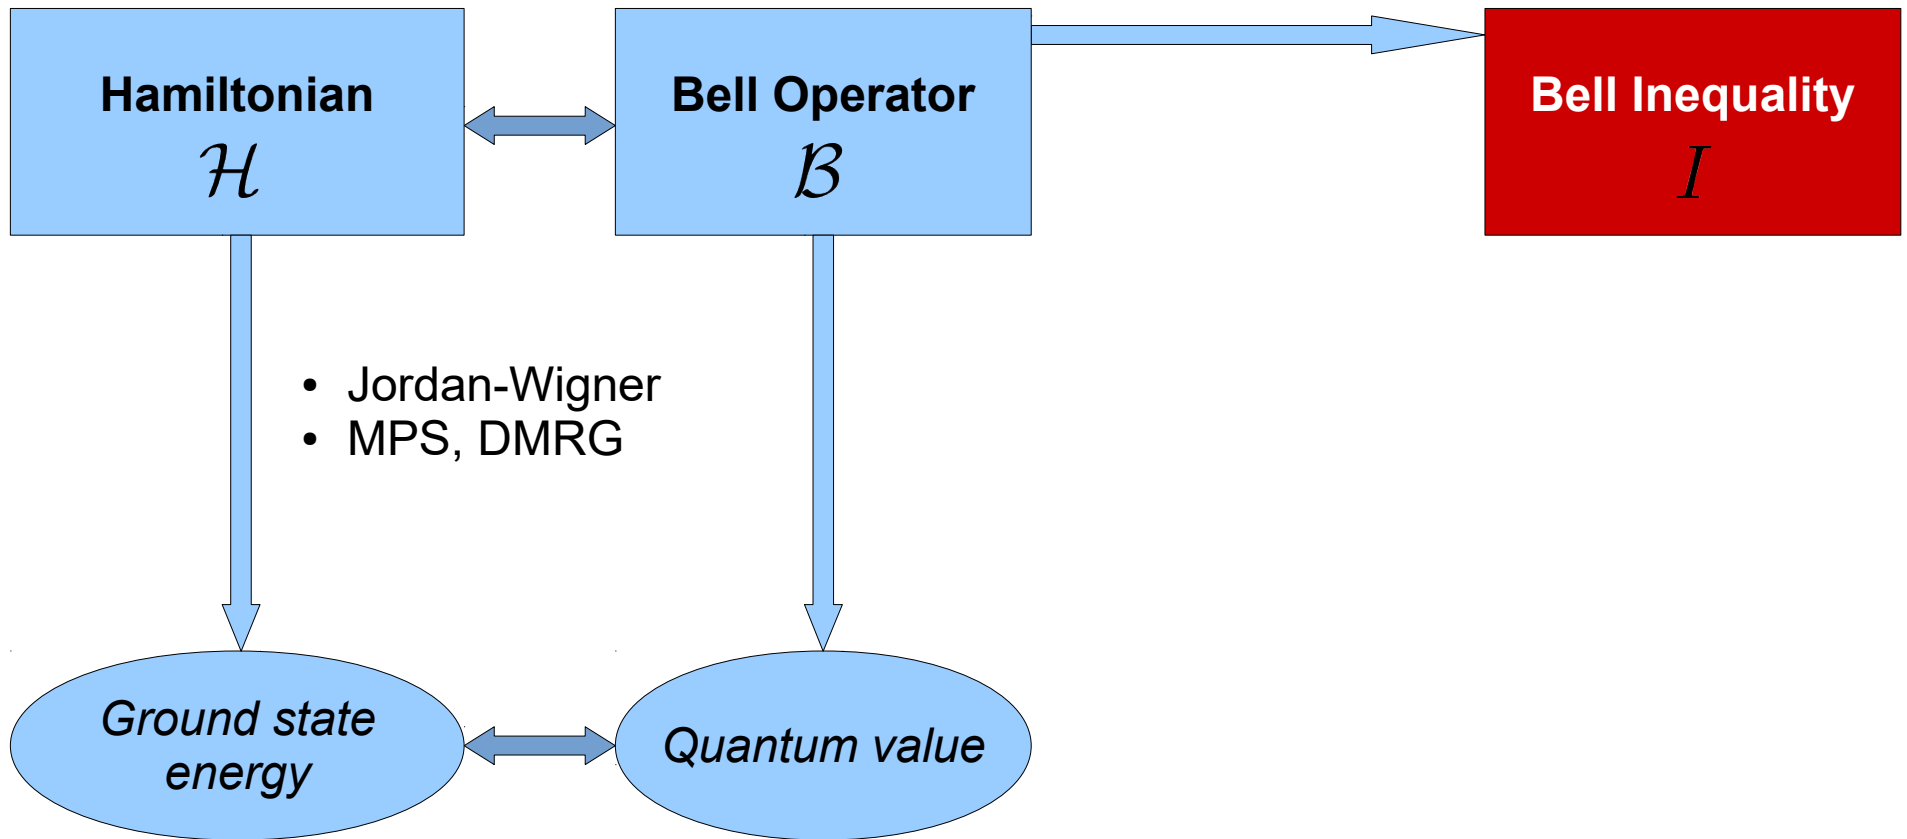 Hamiltonian
ℋ
Bell Operator
ℬ
Bell Inequality
I
• Jordan-Wigner
• MPS, DMRG
Ground state
energy
Quantum value